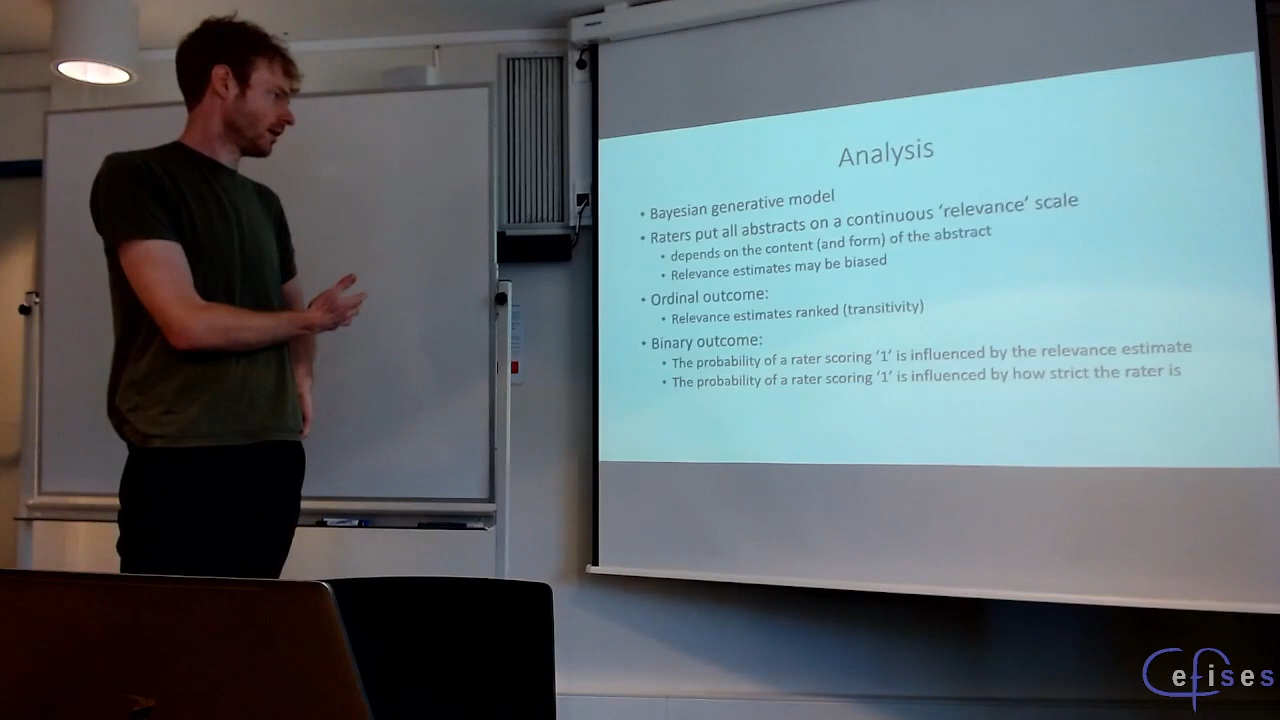 Analysis
• Bayesian generative model
• Raters put all abstracts on a continuous ‘relevance’ scale
• depends on the content (and form) of the abstract
• Relevance estimates may be biased
• Ordinal outcome:
• Relevance estimates ranked (transitivity)
• Binary outcome:
• The probability of a rater scoring ‘1’ is influenced by the relevance estimate
• The probability of a rater scoring ‘1’ is influenced by how strict the rater is
Cefises